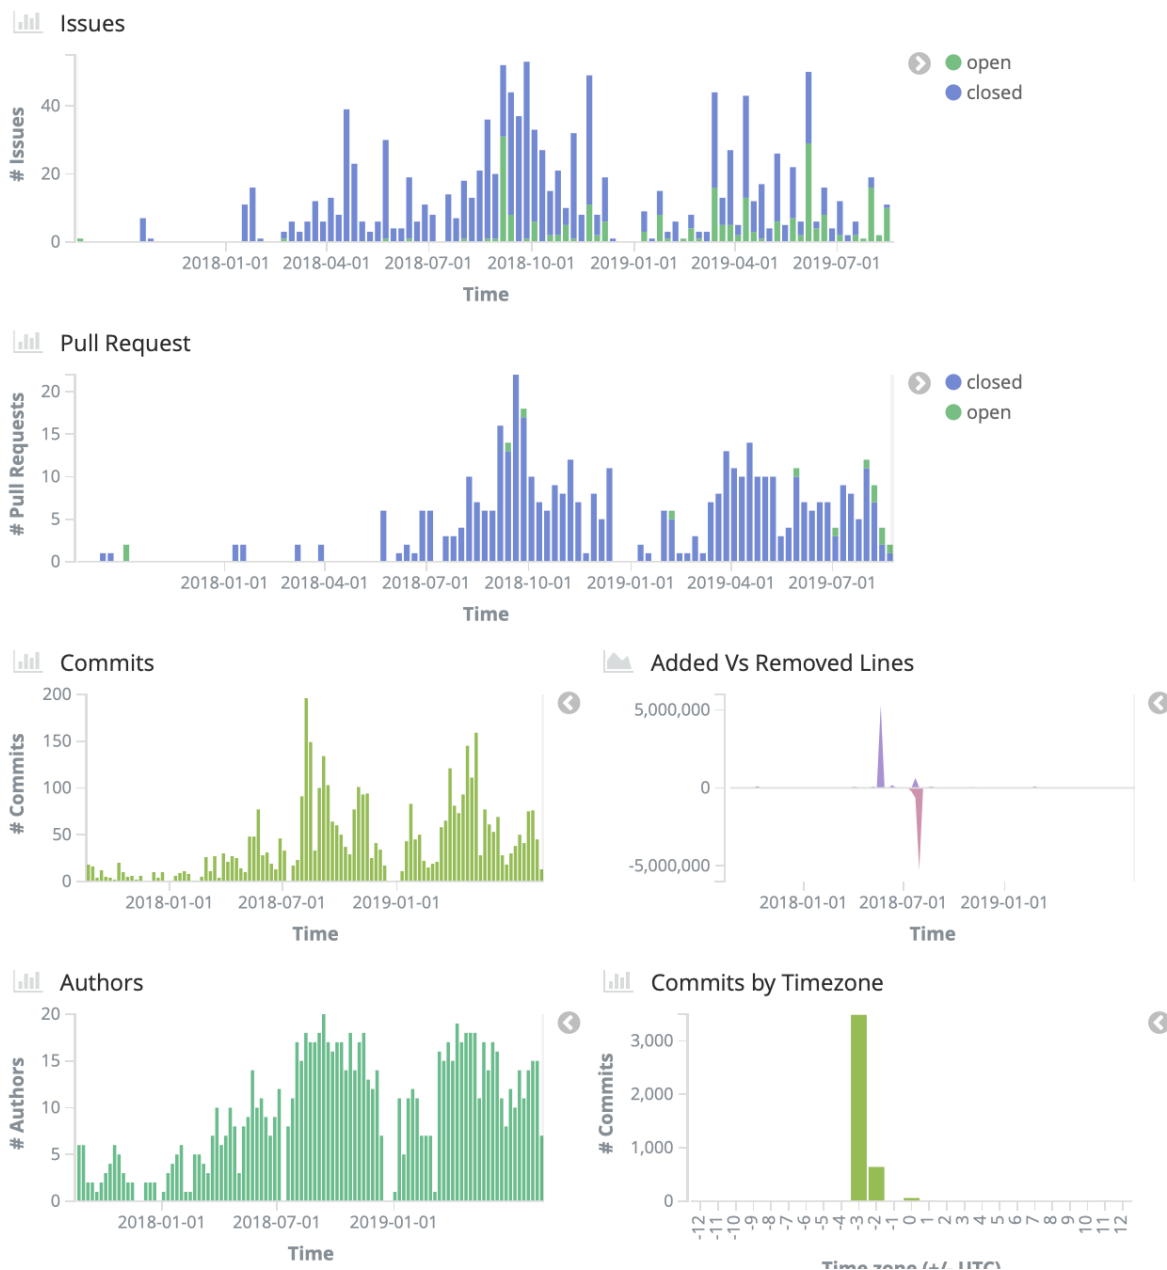 Issues
# Issues
40
20
0
2018-01-01 2018-04-01 2018-07-01 2018-10-01 2019-01-01 2019-04-01 2019-07-01
Time
open
closed
Pull Request
# Pull Requests
20
15
10
5
0
2018-01-01 2018-04-01 2018-07-01 2018-10-01 2019-01-01 2019-04-01 2019-07-01
Time
closed
open
Commits
# Commits
200
150
100
50
0
2018-01-01 2018-07-01 2019-01-01
Time
Added Vs Removed Lines
5,000,000
0
-5,000,000
2018-01-01 2018-07-01 2019-01-01
Time
Authors
# Authors
20
15
10
5
0
2018-01-01 2018-07-01 2019-01-01
Time
Commits by Timezone
# Commits
3,000
2,000
1,000
0
-12 -11 -10 -9 -8 -7 -6 -5 -4 -3 -2 -1 0 1 2 3 4 5 6 7 8 9 10 11 12
Time zone (+/- UTC)